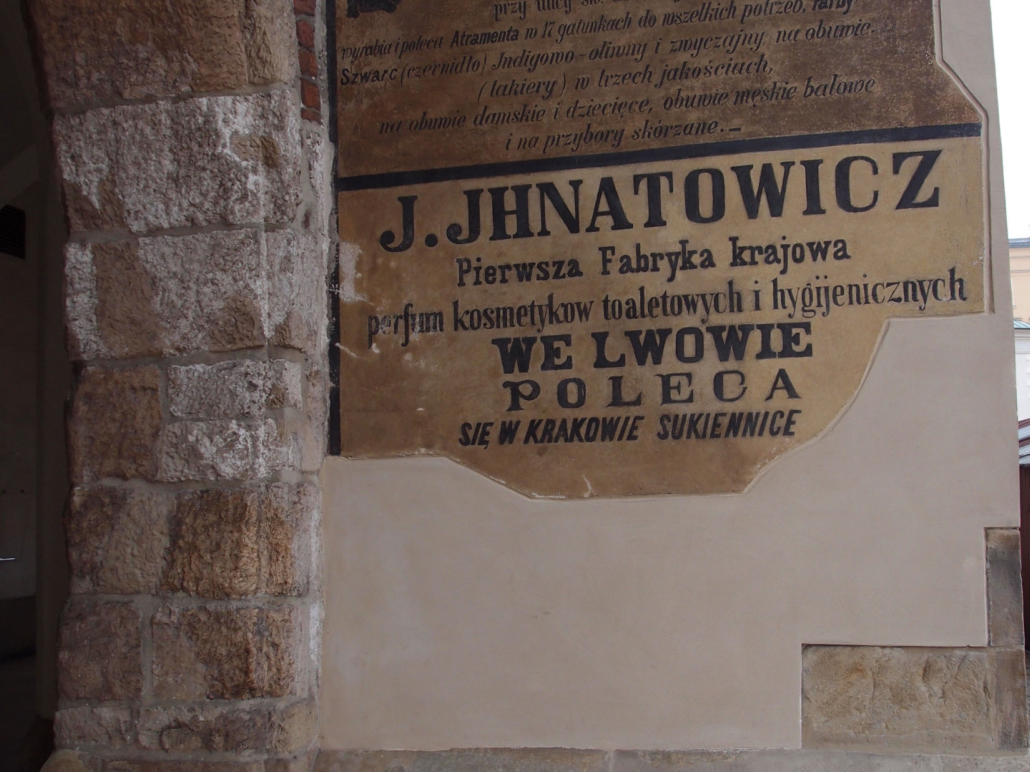 przy ulicy
wyrabia i poleca Atramenta w 17 gatunkach do wszelkich potrzeb, farby
Szwarc (czernidło) Indigowo-oliwny i zwyczajny, na obuwie.
(lakiery) w trzech jakościach,
na obuwie damskie i dziecięce, obuwie męskie balowe
i na przybory skórzane._
J. JHNATOWICZ
Pierwsza Fabryka krajowa
perfum kosmetykow toaletowych i hygijenicznych
WE LWOWIE
POLECA
SIĘ W KRAKOWIE SUKIENNICE